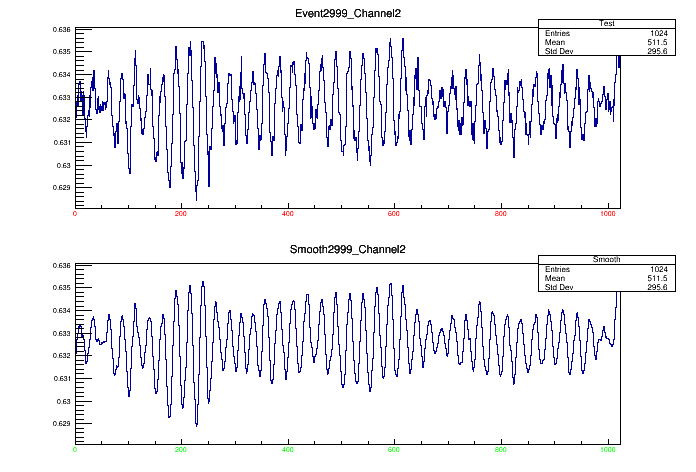 Event2999_Channel2
Test
Entries 1024
Mean 511.5
Std Dev 295.6
0.636
0.635
0.634
0.633
0.632
0.631
0.63
0.629
0 200 400 600 800 1000
Smooth2999_Channel2
Smooth
Entries 1024
Mean 511.5
Std Dev 295.6
0.636
0.635
0.634
0.633
0.632
0.631
0.63
0.629
0 200 400 600 800 1000